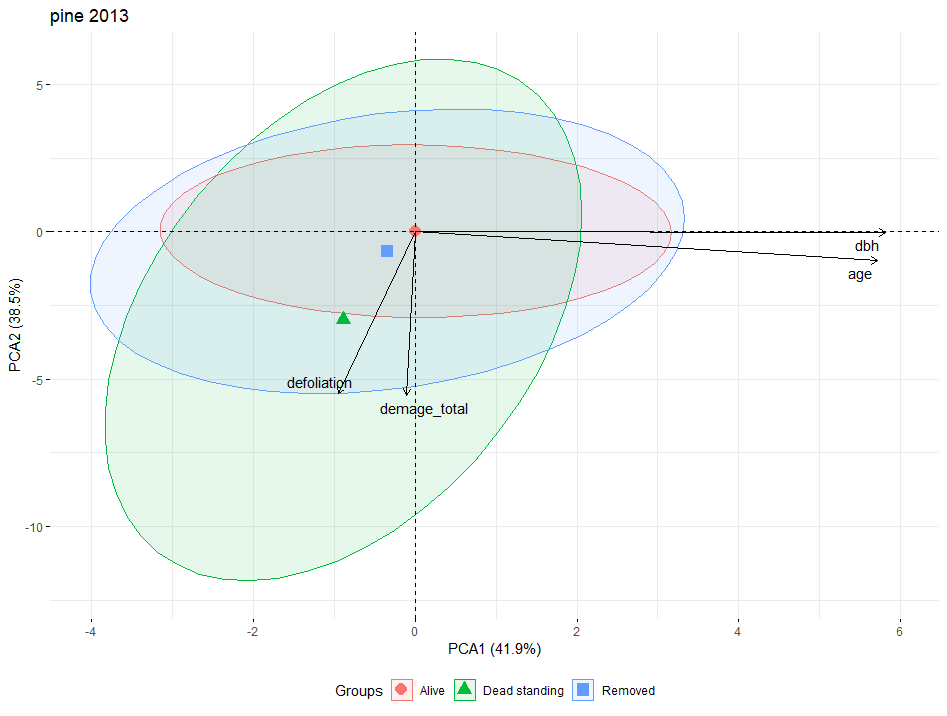 pine 2013
PCA2 (38.5%)
5
0
-5
-10
dbh
age
defoliation
demage_total
-4
-2
0
2
4
6
PCA1 (41.9%)
Groups Alive Dead standing Removed